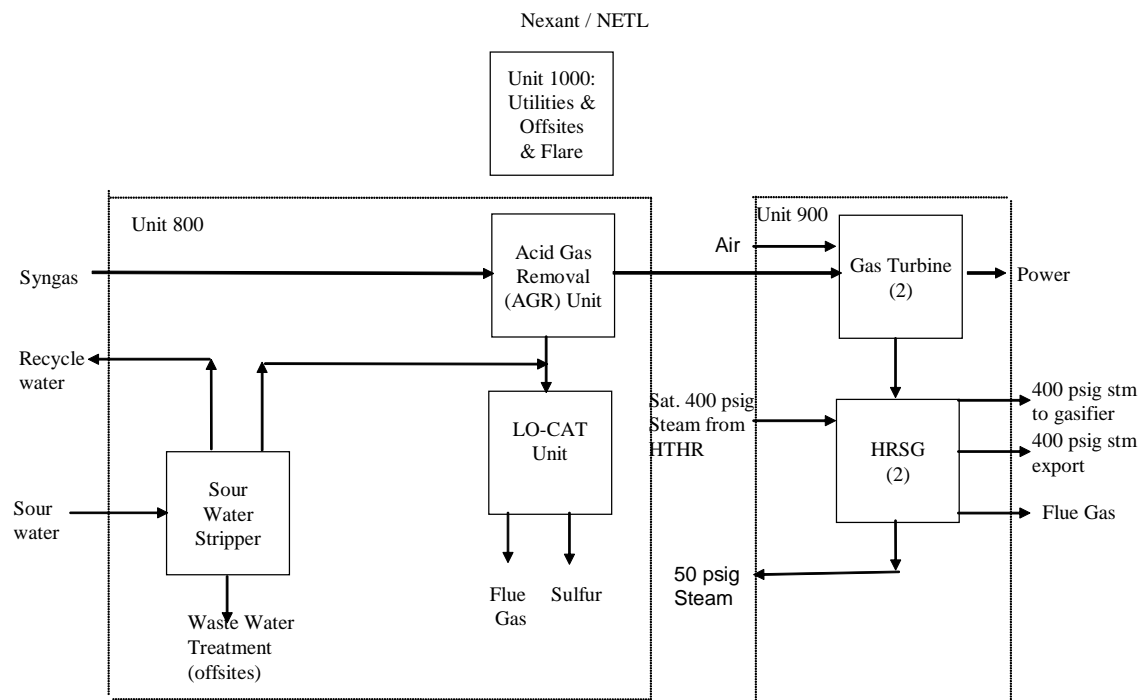 Nexant / NETL
Unit 1000:
Utilities &
Offsites
& Flare
Unit 800
Unit 900
Syngas
Acid Gas
Removal
(AGR) Unit
Air
Gas Turbine
(2)
Power
Recycle
water
LO-CAT
Unit
Sat. 400 psig
Steam from
HTHR
HRSG
(2)
400 psig stm
to gasifier
400 psig stm
export
Flue Gas
Sour
water
Sour
Water
Stripper
Flue
Gas
Sulfur
50 psig
Steam
Waste Water
Treatment
(offsites)